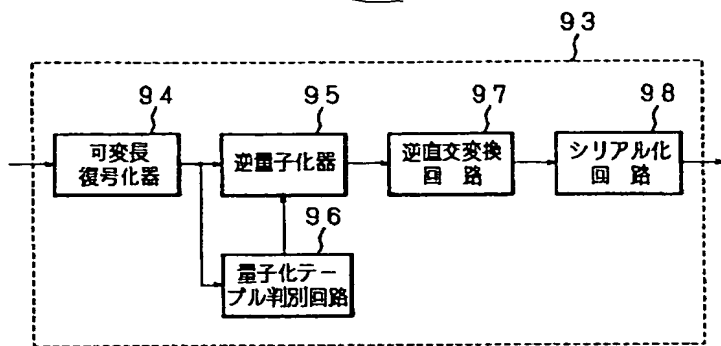 93
94
95
97
98
可変長
復号化器
逆量子化器
逆直交変換
回路
シリアル化
回路
96
量子化テー
ブル判別回路